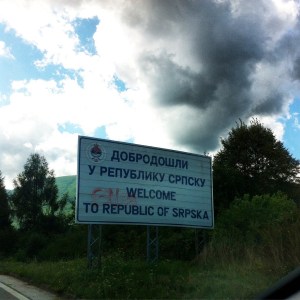 ДОБРОДОШЛИ
У РЕПУБЛИКУ СРПСКУ
WELCOME
TO REPUBLIC OF SRPSKA